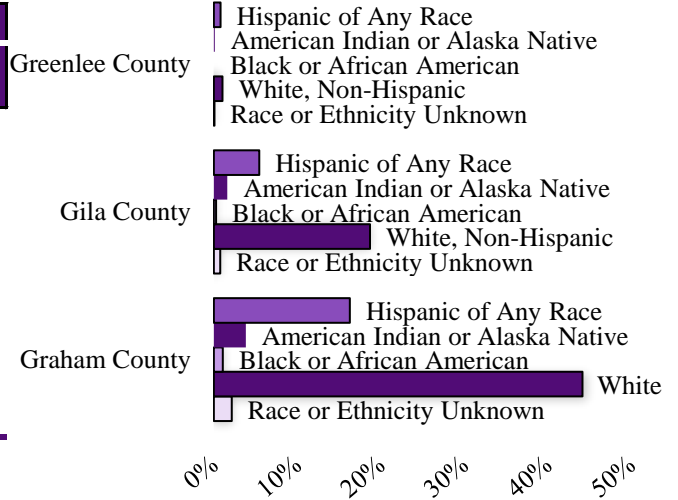 Hispanic of Any Race
American Indian or Alaska Native
Greenlee County
Black or African American
White, Non-Hispanic
Race or Ethnicity Unknown
Hispanic of Any Race
American Indian or Alaska Native
Gila County
Black or African American
White, Non-Hispanic
Race or Ethnicity Unknown
Hispanic of Any Race
American Indian or Alaska Native
Graham County
Black or African American
White
Race or Ethnicity Unknown
0%
10%
20%
30%
40%
50%